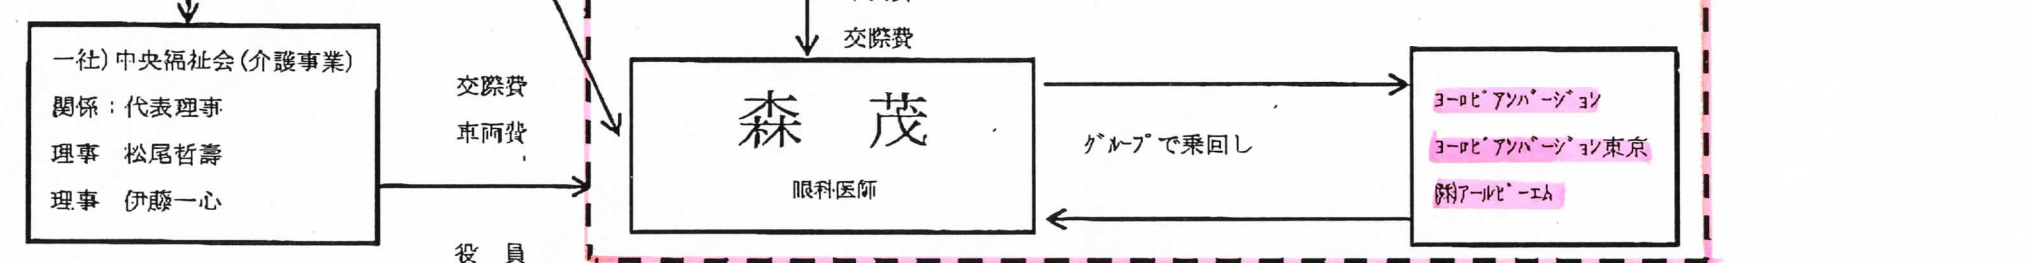 交際費
一社)中央福祉会(介護事業)
関係：代表理事
理事　松尾哲壽
理事　伊藤一心
交際費
車両費
役　員
森　茂
眼科医師
ｸﾞﾙｰﾌﾟで乗回し
ﾖｰﾛﾋﾟｱﾝﾊﾞｰｼﾞｮﾝ
ﾖｰﾛﾋﾟｱﾝﾊﾞｰｼﾞｮﾝ東京
㈱ｱｰﾙﾋﾟｰｴﾑ